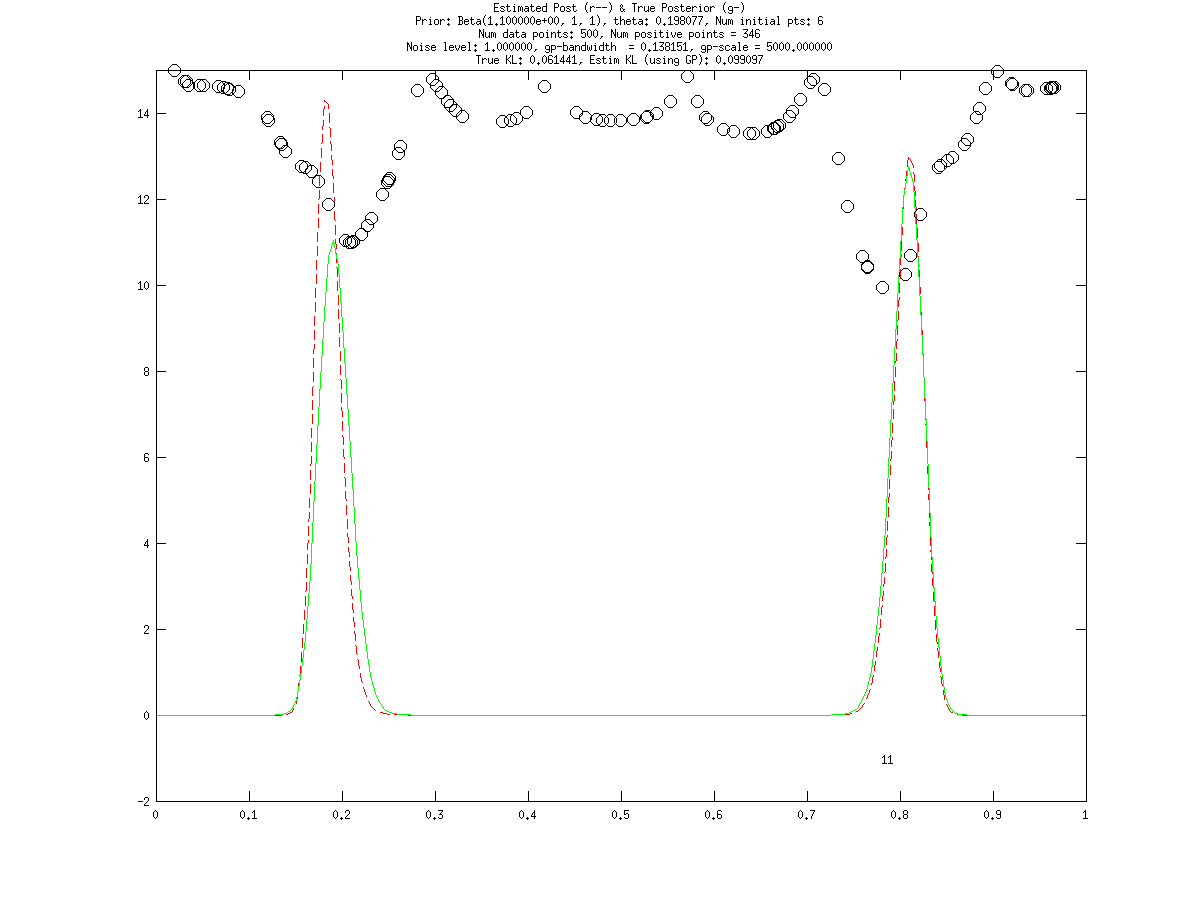 Estimated Post (r--) & True Posterior (g-)
Prior: Beta(1.100000e+00, 1, 1), theta: 0.198077, Num initial pts: 6
Num data points: 500, Num positive points = 346
Noise level: 1.000000, gp-bandwidth  = 0.138151, gp-scale = 5000.000000
True KL: 0.061441, Estim KL (using GP): 0.099097
14
12
10
8
6
4
2
0
11
-2
0 0.1 0.2 0.3 0.4 0.5 0.6 0.7 0.8 0.9 1